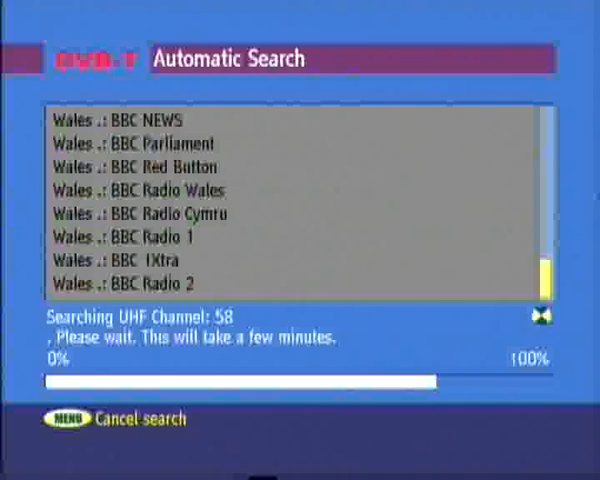 DVB-T Automatic Search
Wales .: BBC NEWS
Wales .: BBC Parliament
Wales .: BBC Red Button
Wales .: BBC Radio Wales
Wales .: BBC Radio Cymru
Wales .: BBC Radio 1
Wales .: BBC 1Xtra
Wales .: BBC Radio 2
Searching UHF Channel: 58
. Please wait. This will take a few minutes.
0% 100%
MENU Cancel search